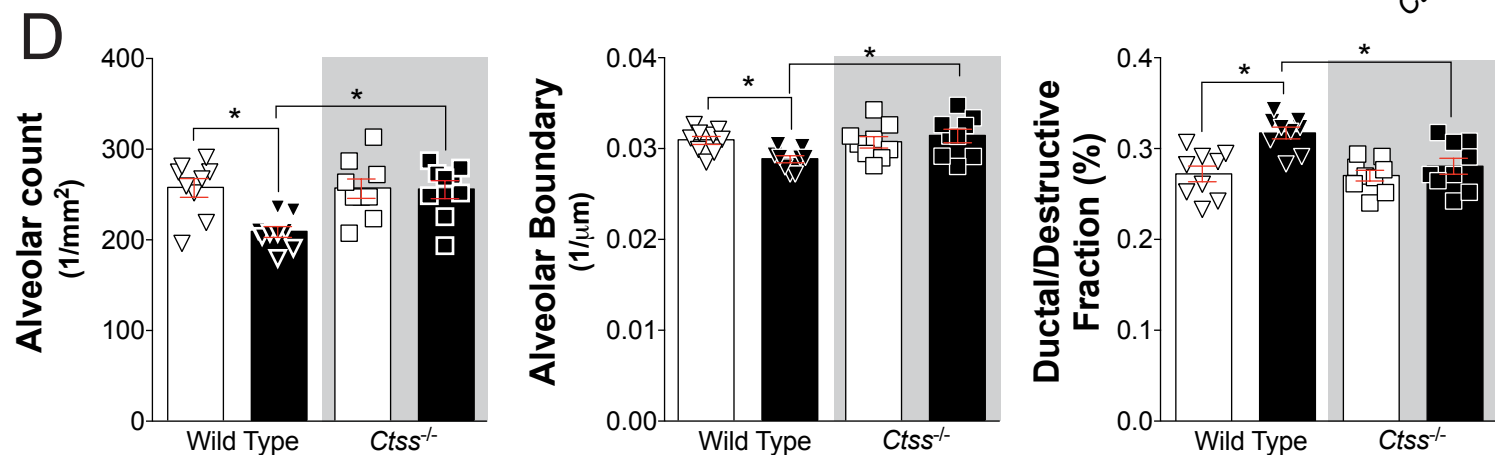 D
Alveolar count
(1/mm²)
400
300
200
100
0
*
*
Wild Type
Ctss-/-
Alveolar Boundary
(1/μm)
0.04
0.03
0.02
0.01
0.00
*
*
Wild Type
Ctss-/-
Ductal/Destructive
Fraction (%)
0.4
0.3
0.2
0.1
0.0
*
*
Wild Type
Ctss-/-